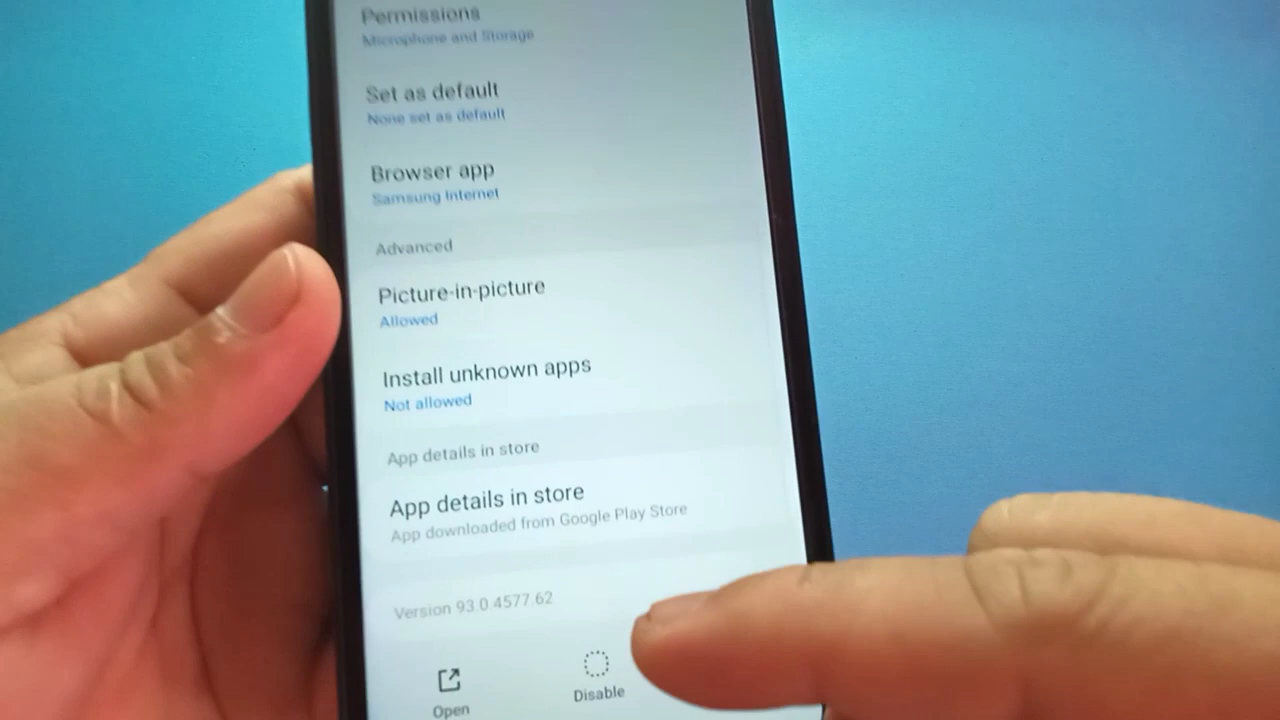 Permissions
Microphone and Storage
Set as default
None set as default
Browser app
Samsung Internet
Advanced
Picture-in-picture
Allowed
Install unknown apps
Not allowed
App details in store
App details in store
App downloaded from Google Play Store
Version 93.0.4577.62
Open
Disable